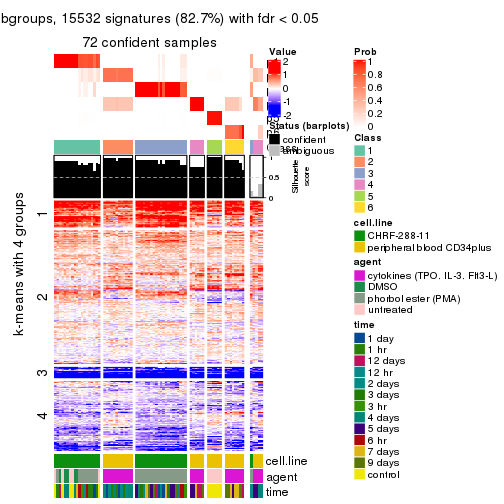 bgroups, 15532 signatures (82.7%) with fdr < 0.05
72 confident samples
Value
2
1
0
-1
-2
Status (barplots)
confident
ambiguous
1
0.5
0
Silhouette
score
k-means with 4 groups
1
2
3
4
cell.line
agent
time
Prob
1
0.8
0.6
0.4
0.2
0
Class
1
2
3
4
5
6
cell.line
CHRF-288-11
peripheral blood CD34plus
agent
cytokines (TPO. IL-3. Flt3-L)
DMSO
phorbol ester (PMA)
untreated
time
1 day
1 hr
12 days
12 hr
2 days
3 days
3 hr
4 days
5 days
6 hr
7 days
9 days
control